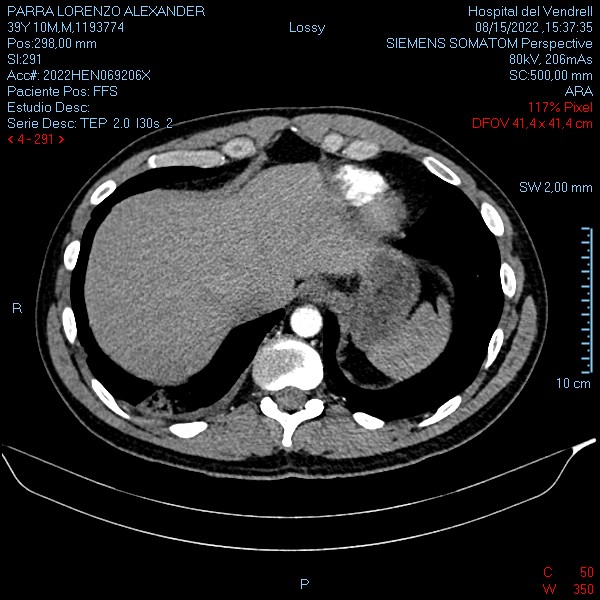 PARRA LORENZO ALEXANDER
39Y 10M,M,1193774
Pos:298,00 mm
SI:291
Acc#: 2022HEN069206X
Paciente Pos: FFS
Estudio Desc:
Serie Desc: TEP 2.0 I30s 2
< 4 - 291 >
Lossy
Hospital del Vendrell
08/15/2022 ,15:37:35
SIEMENS SOMATOM Perspective
80kV, 206mAs
SC:500,00 mm
ARA
117% Pixel
DFOV 41,4 x 41,4 cm
SW 2,00 mm
R
10 cm
P
C 50
W 350